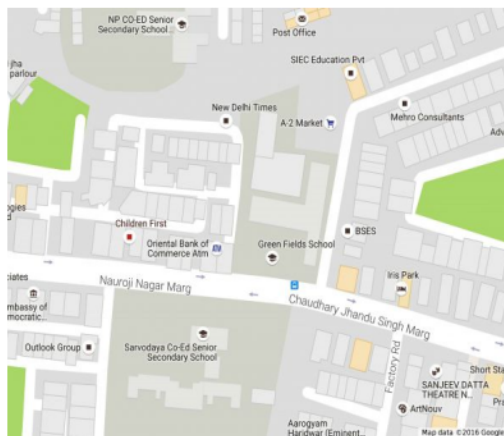 NP CO-ED Senior
Secondary School...
Post Office
jha
parlour
SIEC Education Pvt
New Delhi Times
A-2 Market
Mehro Consultants
Adv
ogies
d
Children First
Oriental Bank of
Commerce Atm
BSES
Green Fields School
Iris Park
ciates
Nauroji Nagar Marg
Chaudhary Jhandu Singh Marg
mbassy of
mocratic...
Outlook Group
Sarvodaya Co-Ed Senior
Secondary School
Factory Rd
Short Sta
SANJEEV DATTA
THEATRE N...
Pra
ArtNouv
Aarogyam
Haridwar (Eminent...
Map data ©2016 Google